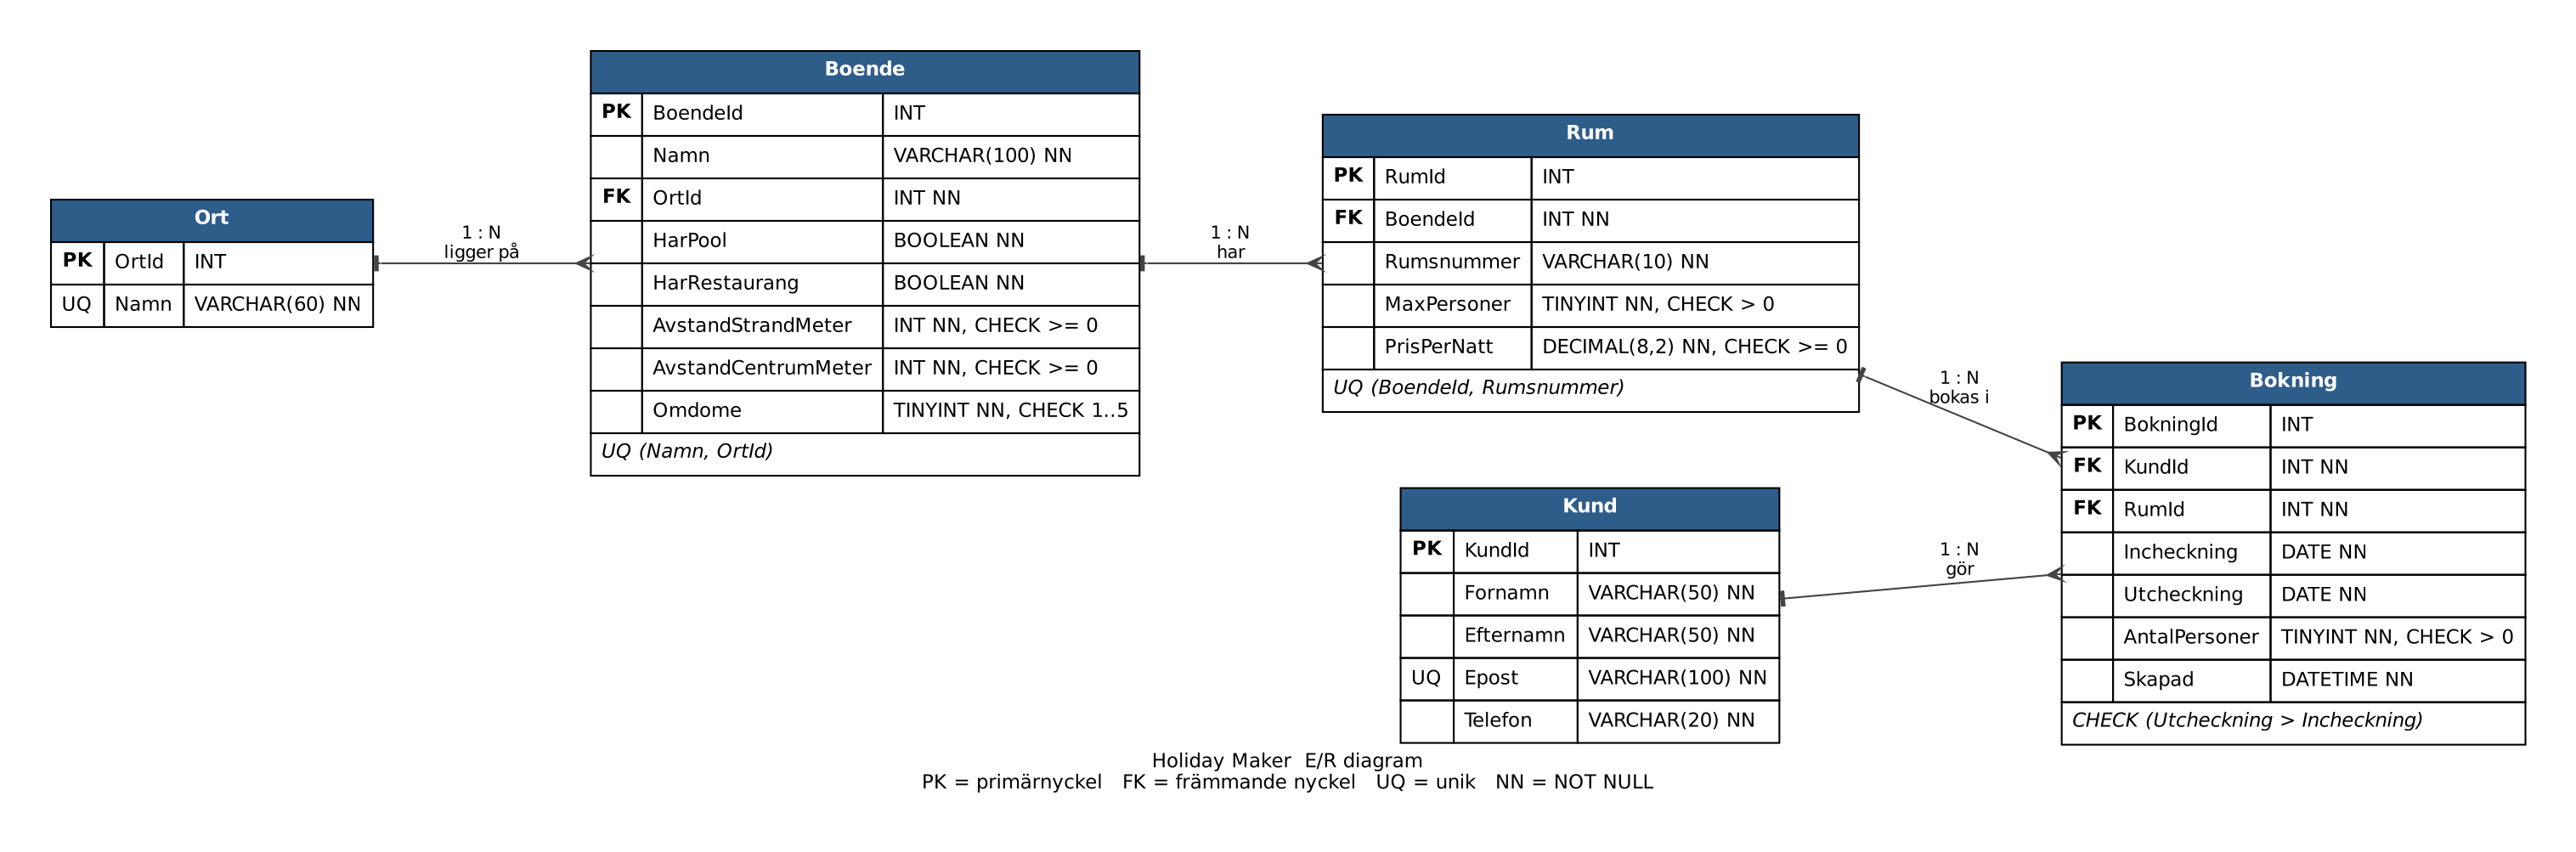 Ort
PK OrtId INT
UQ Namn VARCHAR(60) NN
1 : N
ligger på
Boende
PK BoendeId INT
Namn VARCHAR(100) NN
FK OrtId INT NN
HarPool BOOLEAN NN
HarRestaurang BOOLEAN NN
AvstandStrandMeter INT NN, CHECK >= 0
AvstandCentrumMeter INT NN, CHECK >= 0
Omdome TINYINT NN, CHECK 1..5
UQ (Namn, OrtId)
1 : N
har
Rum
PK RumId INT
FK BoendeId INT NN
Rumsnummer VARCHAR(10) NN
MaxPersoner TINYINT NN, CHECK > 0
PrisPerNatt DECIMAL(8,2) NN, CHECK >= 0
UQ (BoendeId, Rumsnummer)
1 : N
bokas i
Kund
PK KundId INT
Fornamn VARCHAR(50) NN
Efternamn VARCHAR(50) NN
UQ Epost VARCHAR(100) NN
Telefon VARCHAR(20) NN
1 : N
gör
Bokning
PK BokningId INT
FK KundId INT NN
FK RumId INT NN
Incheckning DATE NN
Utcheckning DATE NN
AntalPersoner TINYINT NN, CHECK > 0
Skapad DATETIME NN
CHECK (Utcheckning > Incheckning)
Holiday Maker  E/R diagram
PK = primärnyckel   FK = främmande nyckel   UQ = unik   NN = NOT NULL